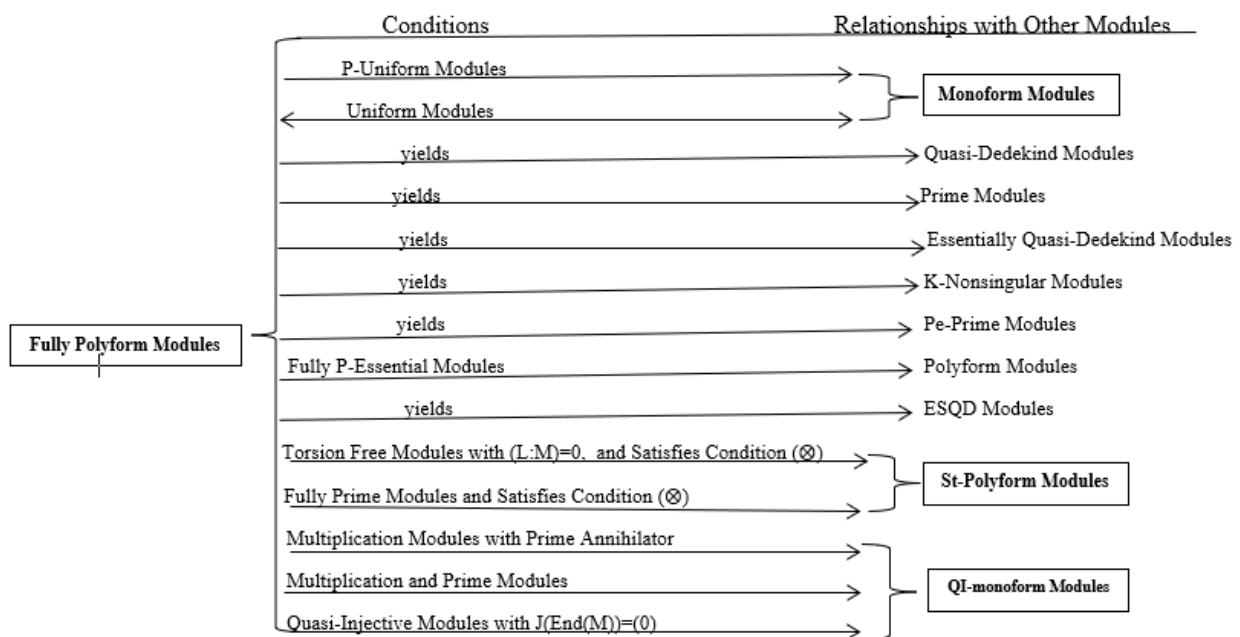 Conditions Relationships with Other Modules
P-Uniform Modules
Monoform Modules
Uniform Modules
yields Quasi-Dedekind Modules
yields Prime Modules
yields Essentially Quasi-Dedekind Modules
yields K-Nonsingular Modules
yields Pe-Prime Modules
Fully Polyform Modules
Fully P-Essential Modules Polyform Modules
yields ESQD Modules
Torsion Free Modules with (L:M)=0, and Satisfies Condition (⊗)
St-Polyform Modules
Fully Prime Modules and Satisfies Condition (⊗)
Multiplication Modules with Prime Annihilator
Multiplication and Prime Modules
QI-monoform Modules
Quasi-Injective Modules with J(End(M))=(0)